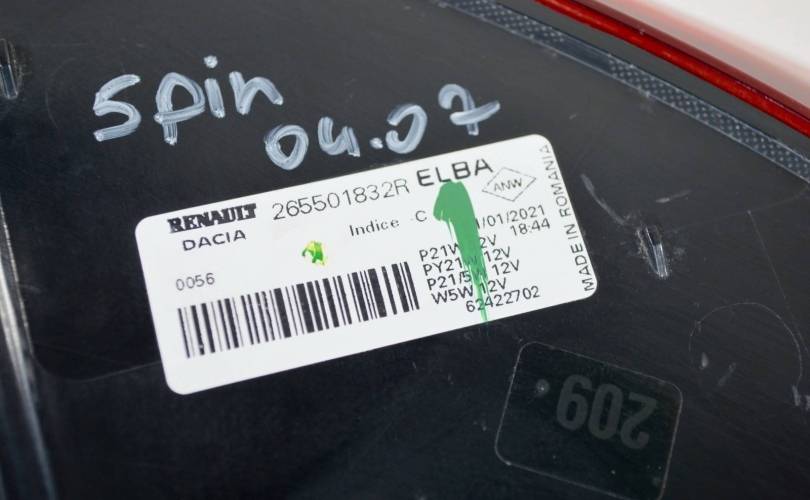 spin
04.07
RENAULT 265501832R ELBA
DACIA
Indice -C
ANW
/01/2021
18:44
0056
P21W 12V
PY21W 12V
P21/5W 12V
W5W 12V
62422702
MADE IN ROMANIA
209